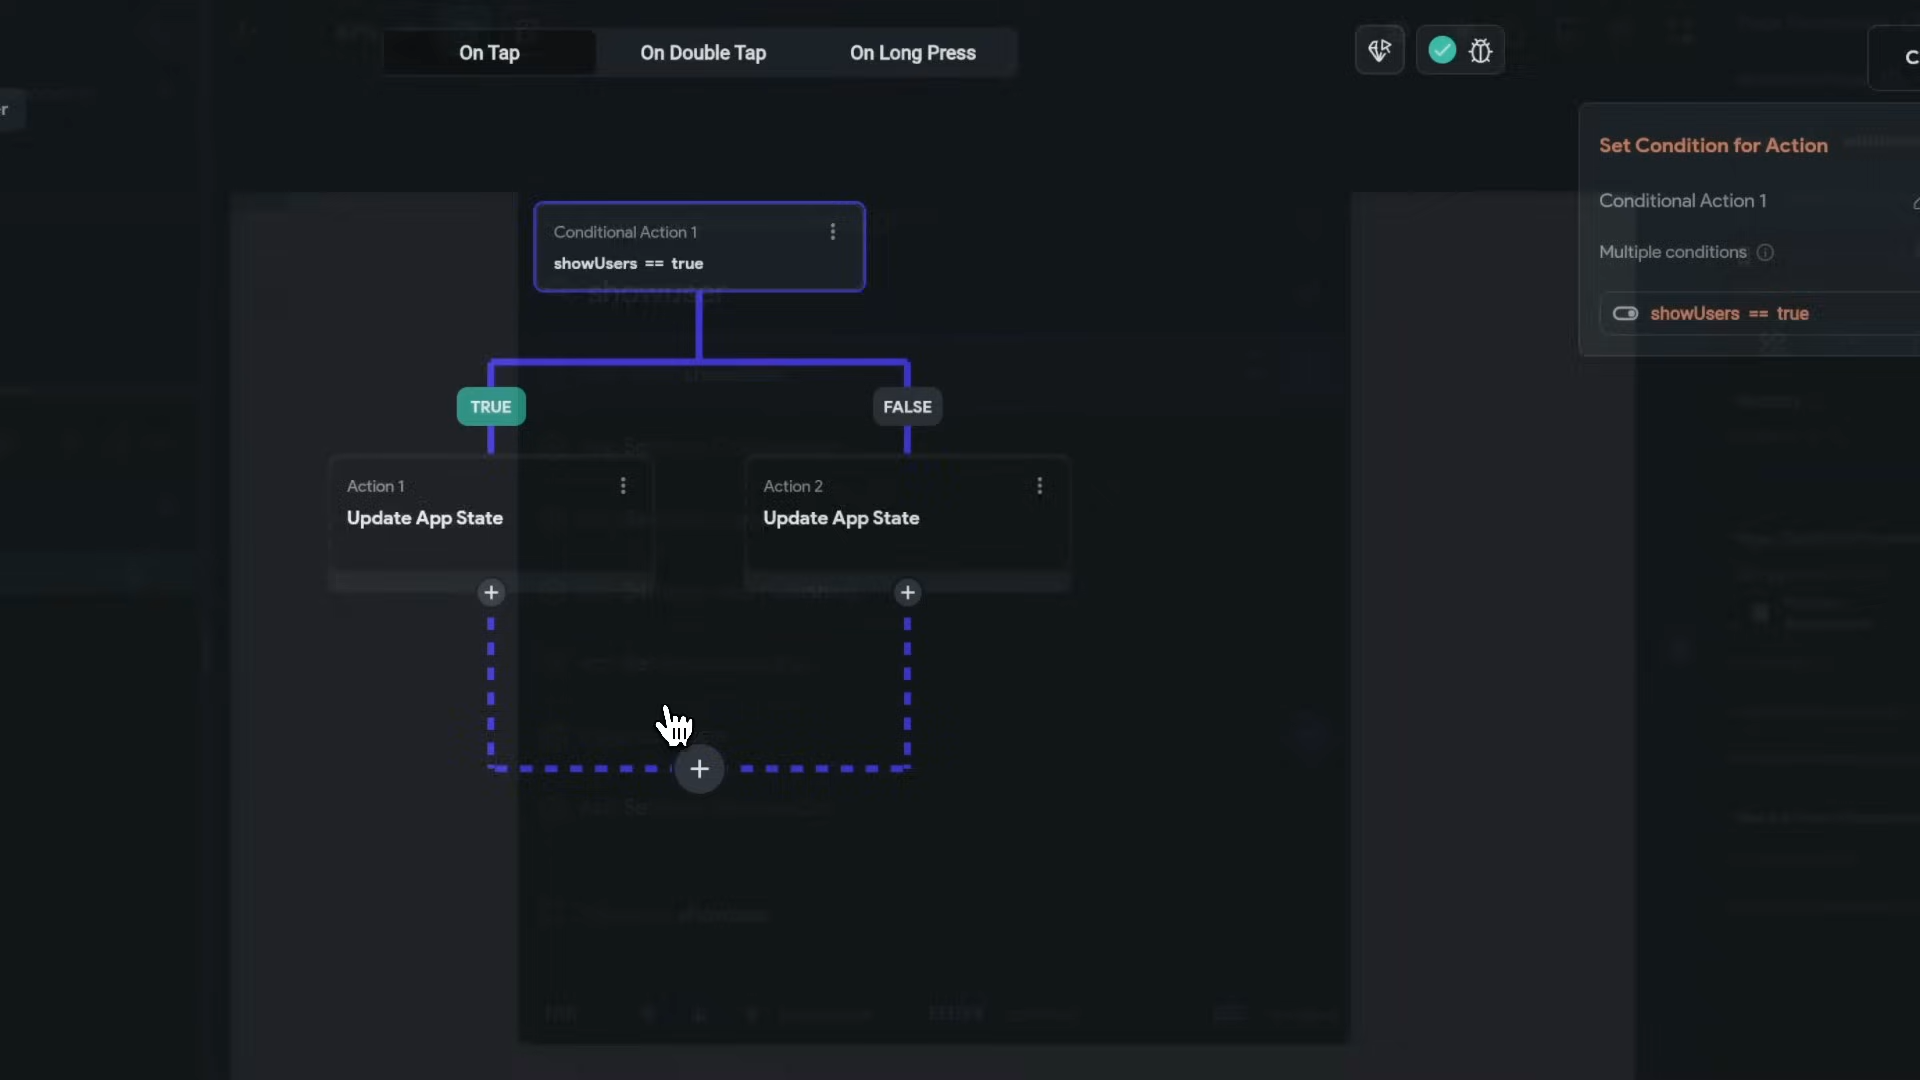 On Tap
On Double Tap
On Long Press
Set Condition for Action
Conditional Action 1
Multiple conditions
showUsers == true
Conditional Action 1
showUsers == true
showuser
TRUE
FALSE
Action 1
Update App State
Action 2
Update App State